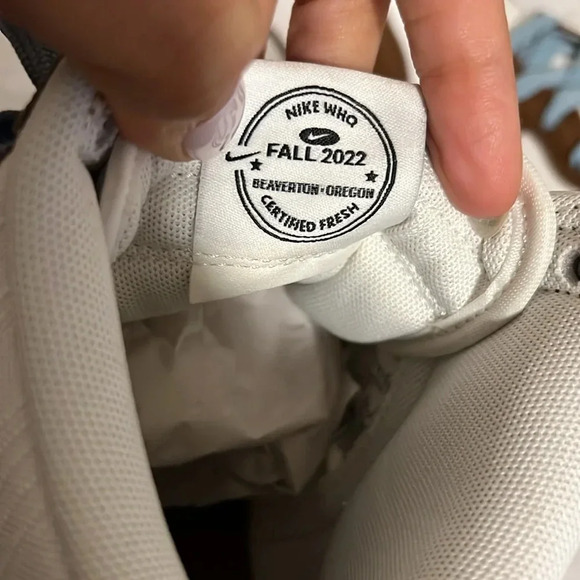 NIKE WHQ
FALL 2022
BEAVERTON • OREGON
CERTIFIED FRESH